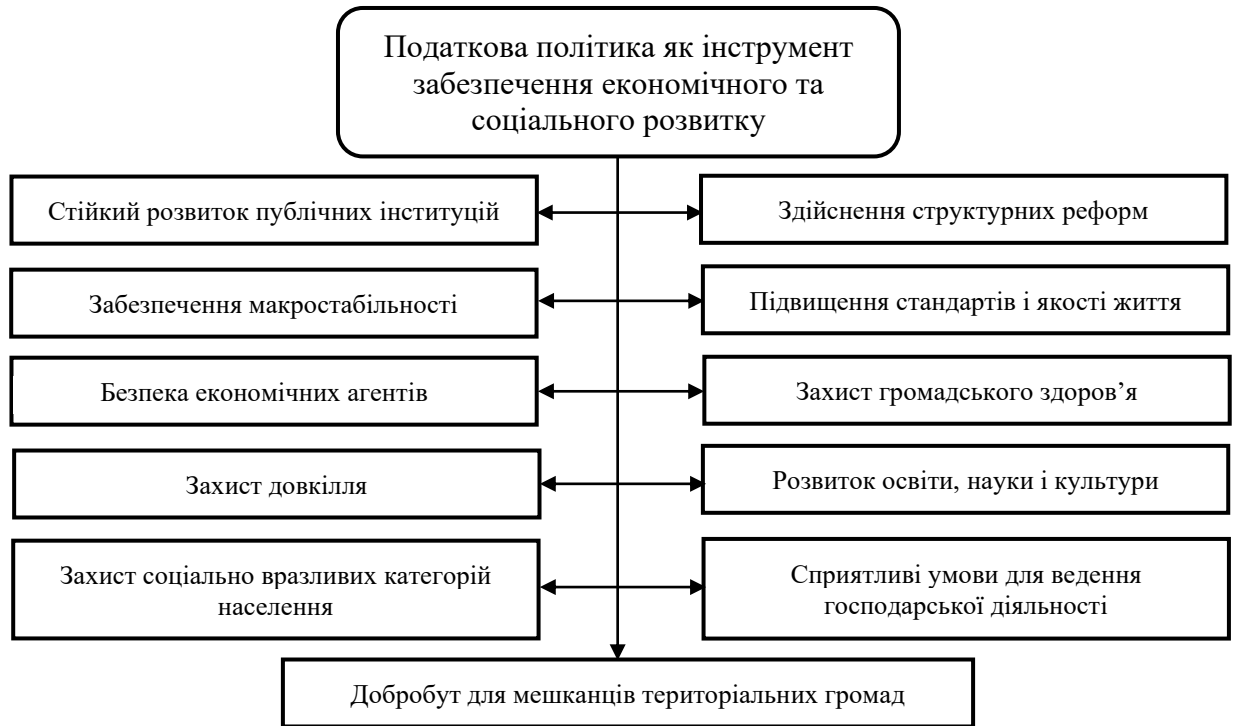 Податкова політика як інструмент
забезпечення економічного та
соціального розвитку
Стійкий розвиток публічних інституцій
Здійснення структурних реформ
Забезпечення макростабільності
Підвищення стандартів і якості життя
Безпека економічних агентів
Захист громадського здоров’я
Захист довкілля
Розвиток освіти, науки і культури
Захист соціально вразливих категорій
населення
Сприятливі умови для ведення
господарської діяльності
Добробут для мешканців територіальних громад